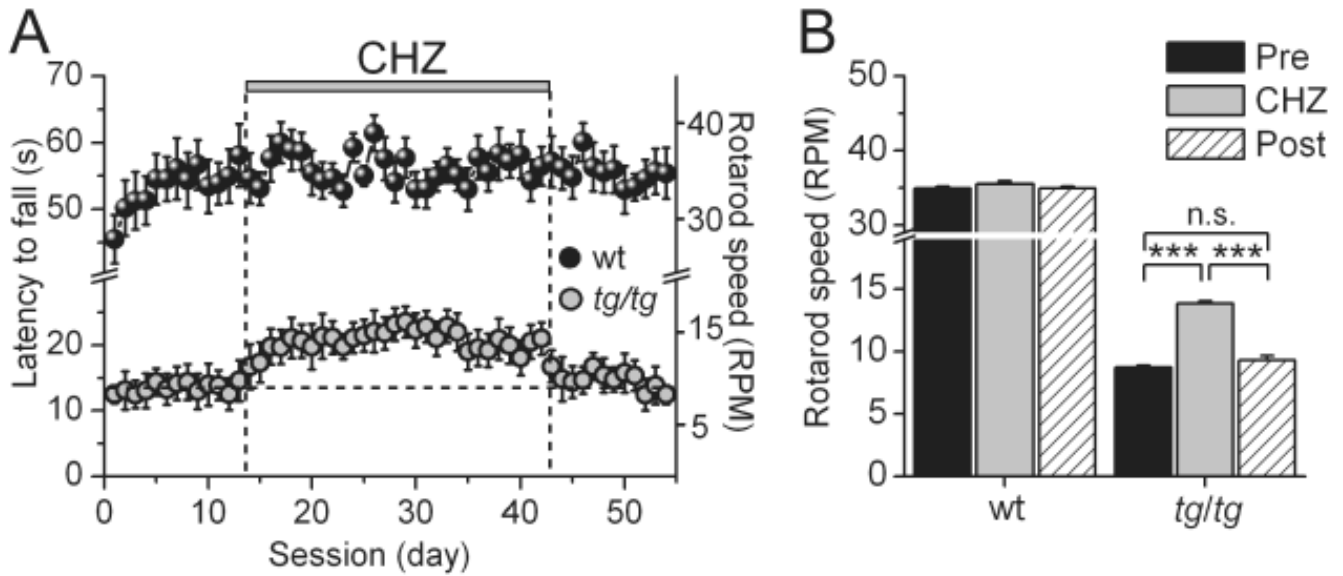 A
CHZ
70
60
50
20
10
0
Latency to fall (s)
40
30
15
5
Rotarod speed (RPM)
wt
tg/tg
0
10
20
30
40
50
Session (day)
B
Pre
CHZ
Post
50
40
30
15
10
5
0
Rotarod speed (RPM)
n.s.
*** ***
wt
tg/tg